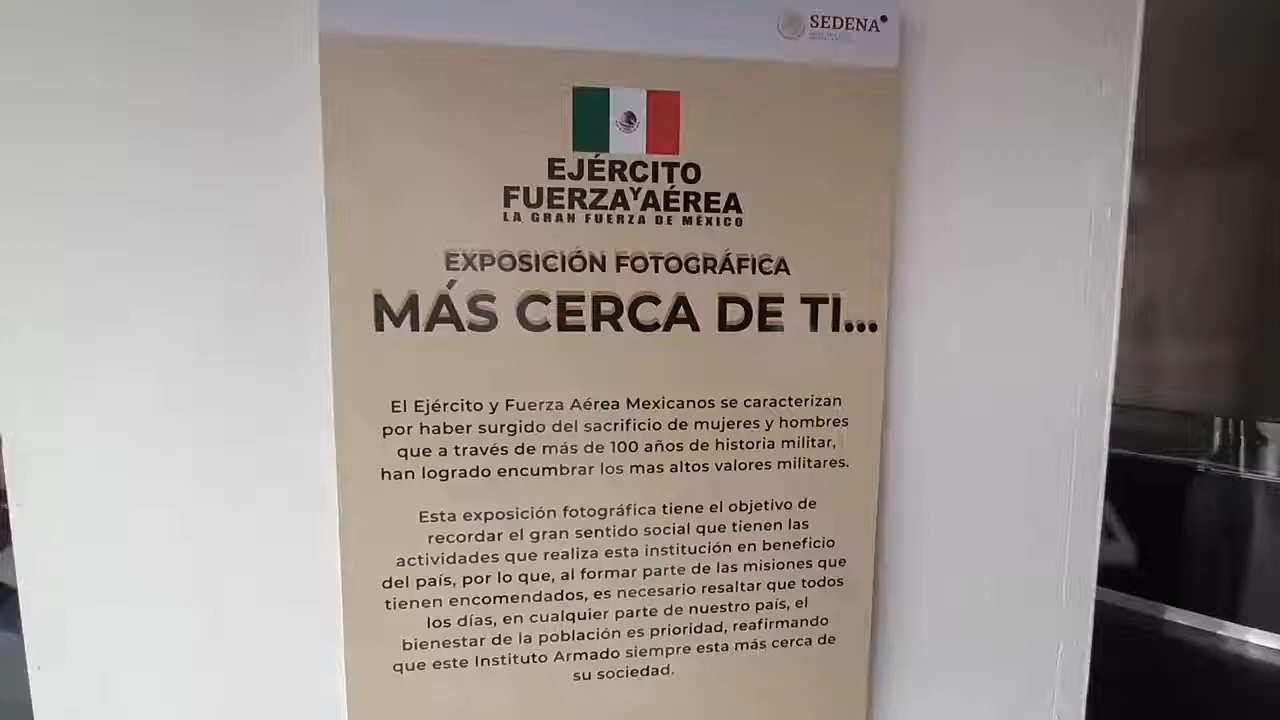 SEDENA
EJÉRCITO
Y
FUERZA AÉREA
LA GRAN FUERZA DE MÉXICO
EXPOSICIÓN FOTOGRÁFICA
MÁS CERCA DE TI...
El Ejército y Fuerza Aérea Mexicanos se caracterizan
por haber surgido del sacrificio de mujeres y hombres
que a través de más de 100 años de historia militar,
han logrado encumbrar los mas altos valores militares.
Esta exposición fotográfica tiene el objetivo de
recordar el gran sentido social que tienen las
actividades que realiza esta institución en beneficio
del país, por lo que, al formar parte de las misiones que
tienen encomendados, es necesario resaltar que todos
los días, en cualquier parte de nuestro país, el
bienestar de la población es prioridad, reafirmando
que este Instituto Armado siempre esta más cerca de
su sociedad.